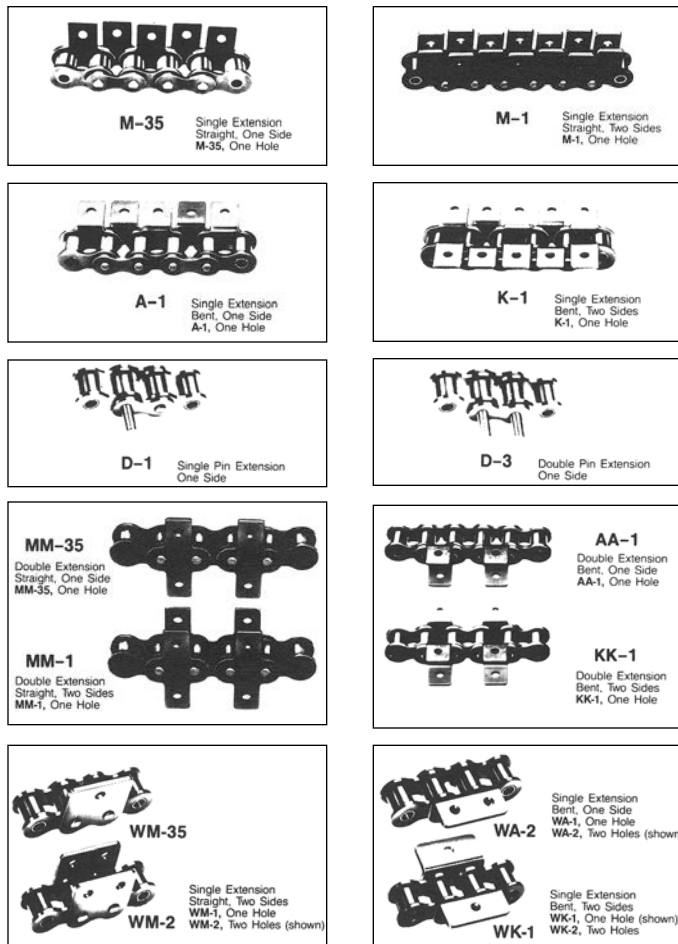 M-35
Single Extension
Straight, One Side
M-35, One Hole
M-1
Single Extension
Straight, Two Sides
M-1, One Hole
A-1
Single Extension
Bent, One Side
A-1, One Hole
K-1
Single Extension
Bent, Two Sides
K-1, One Hole
D-1
Single Pin Extension
One Side
D-3
Double Pin Extension
One Side
MM-35
Double Extension
Straight, One Side
MM-35, One Hole
MM-1
Double Extension
Straight, Two Sides
MM-1, One Hole
AA-1
Double Extension
Bent, One Side
AA-1, One Hole
KK-1
Double Extension
Bent, Two Sides
KK-1, One Hole
WM-35
WM-2
Single Extension
Straight, Two Sides
WM-1, One Hole
WM-2, Two Holes (shown)
WA-2
Single Extension
Bent, One Side
WA-1, One Hole
WA-2, Two Holes (shown
WK-1
Single Extension
Bent, Two Sides
WK-1, One Hole (shown)
WK-2, Two Holes